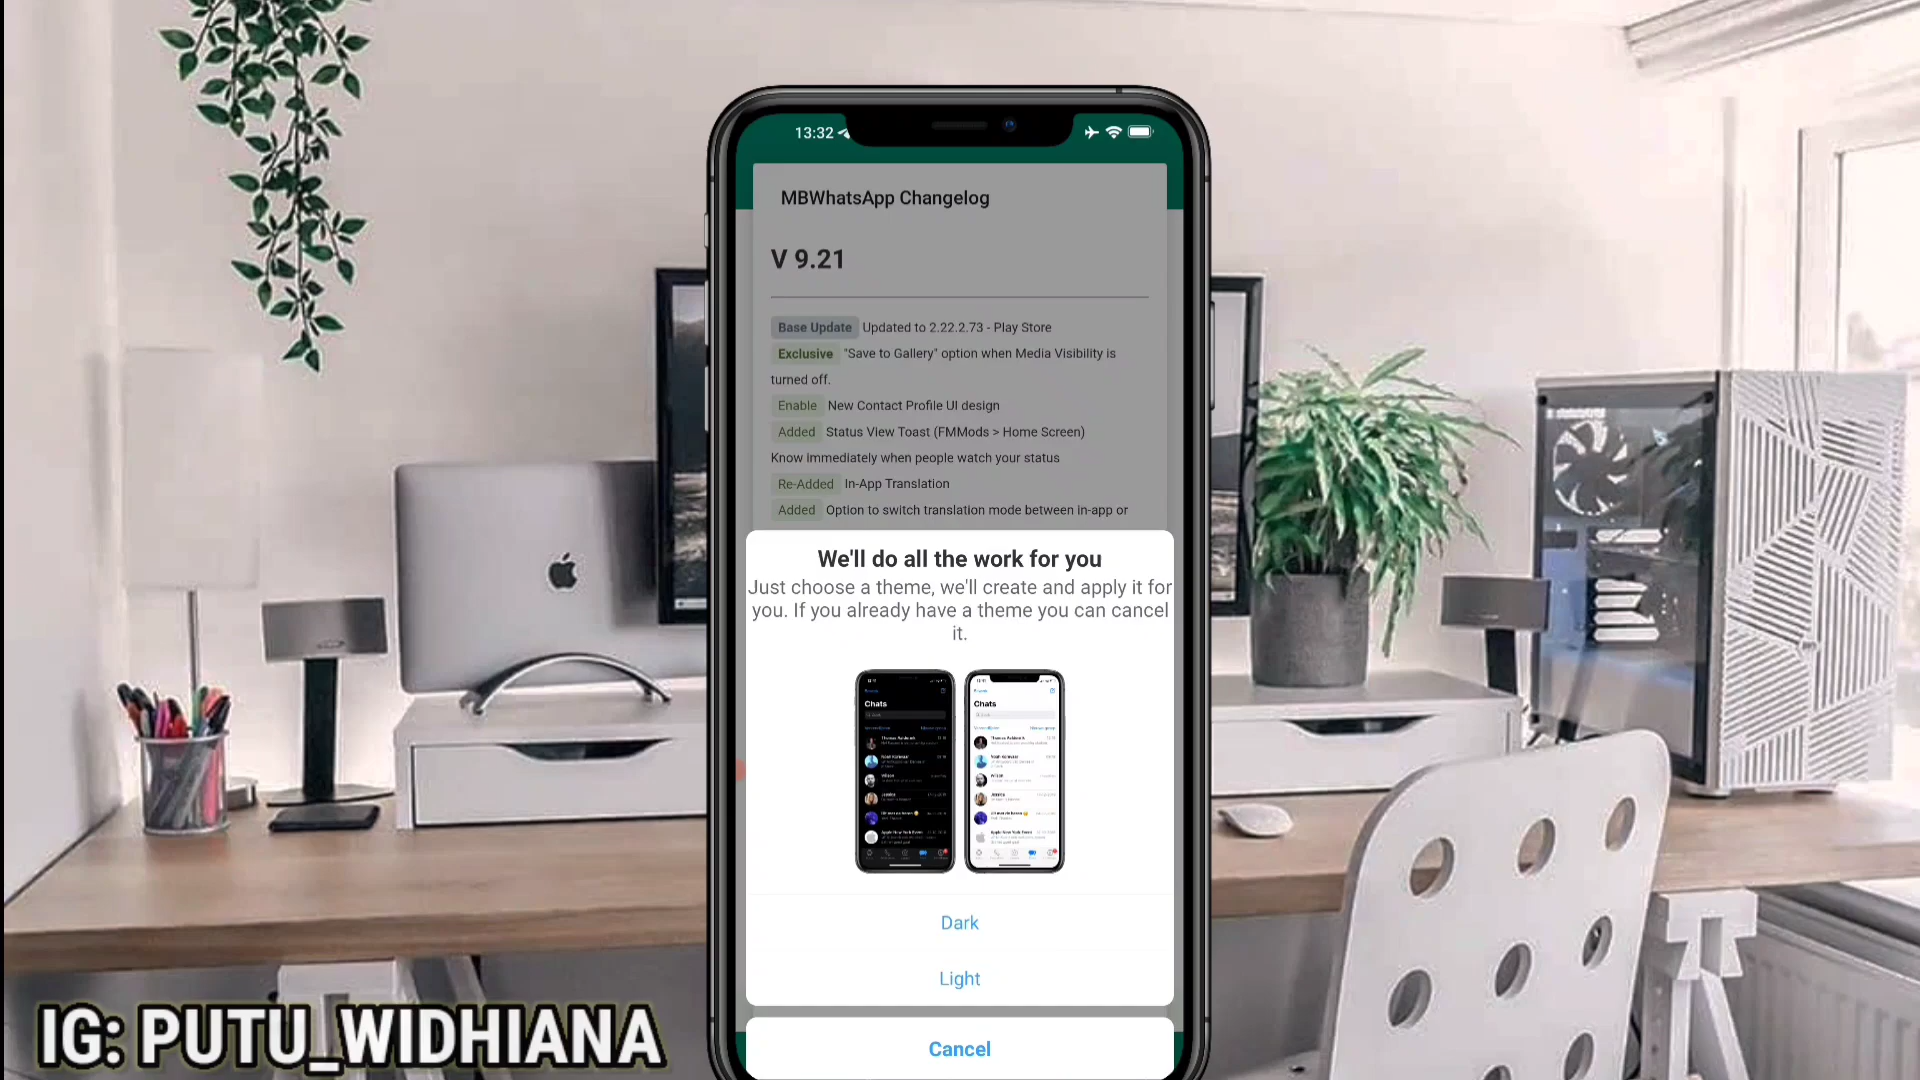 13:32
MBWhatsApp Changelog
V 9.21
Base Update Updated to 2.22.2.73 - Play Store
Exclusive "Save to Gallery" option when Media Visibility is
turned off.
Enable New Contact Profile UI design
Added Status View Toast (FMMods > Home Screen)
Know immediately when people watch your status
Re-Added In-App Translation
Added Option to switch translation mode between in-app or
We'll do all the work for you
Just choose a theme, we'll create and apply it for
you. If you already have a theme you can cancel
it.
Chats
Chats
Dark
Light
Cancel
IG: PUTU_WIDHIANA